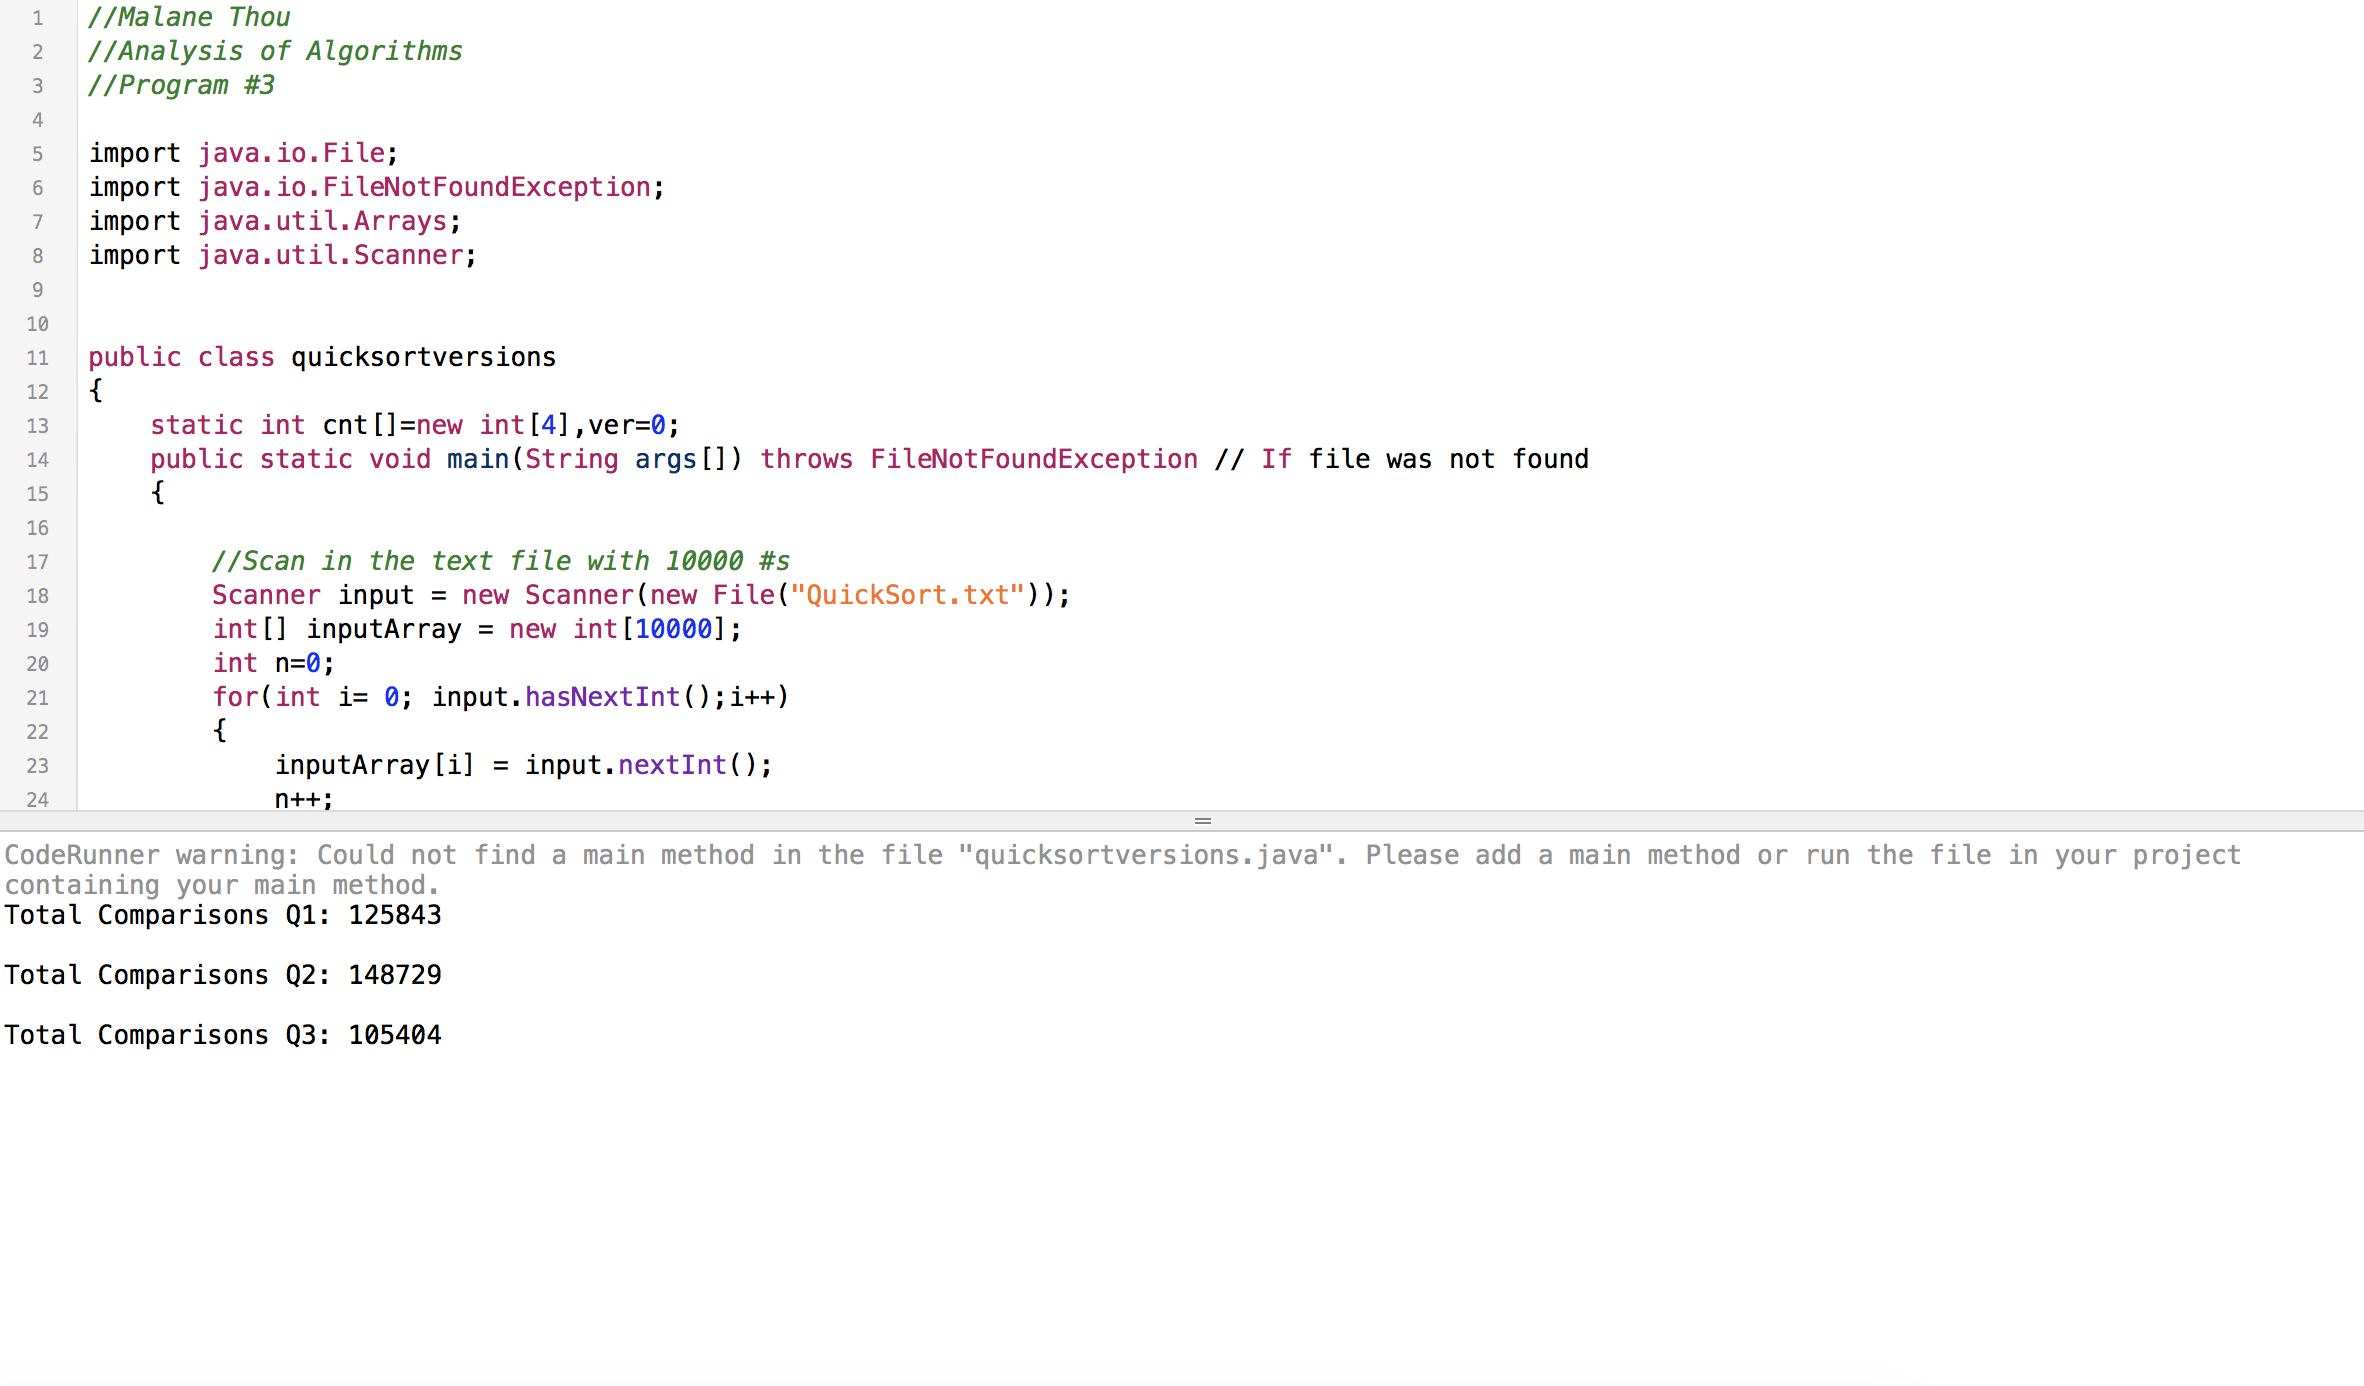 1 //Malane Thou
2 //Analysis of Algorithms
3 //Program #3
4
5 import java.io.File;
6 import java.io.FileNotFoundException;
7 import java.util.Arrays;
8 import java.util.Scanner;
9
10
11 public class quicksortversions
12 {
13 static int cnt[]=new int[4],ver=0;
14 public static void main(String args[]) throws FileNotFoundException // If file was not found
15 {
16
17 //Scan in the text file with 10000 #s
18 Scanner input = new Scanner(new File("QuickSort.txt"));
19 int[] inputArray = new int[10000];
20 int n=0;
21 for(int i= 0; input.hasNextInt();i++)
22 {
23 inputArray[i] = input.nextInt();
24 n++;
CodeRunner warning: Could not find a main method in the file "quicksortversions.java". Please add a main method or run the file in your project
containing your main method.
Total Comparisons Q1: 125843
Total Comparisons Q2: 148729
Total Comparisons Q3: 105404